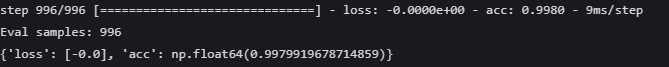 step 996/996 [==============================] - loss: -0.0000e+00 - acc: 0.9980 - 9ms/step
Eval samples: 996
{'loss': [-0.0], 'acc': np.float64(0.9979919678714859)}